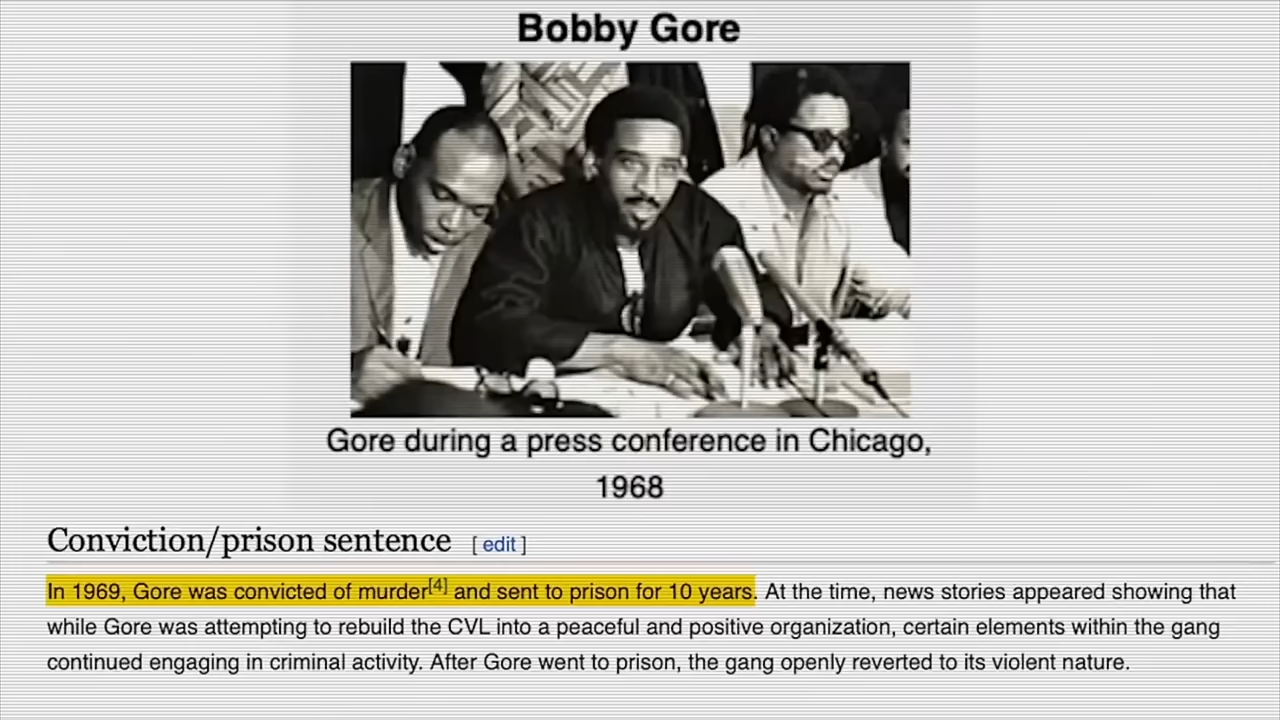 Bobby Gore
Gore during a press conference in Chicago,
1968
Conviction/prison sentence [ edit ]
In 1969, Gore was convicted of murder[4] and sent to prison for 10 years. At the time, news stories appeared showing that
while Gore was attempting to rebuild the CVL into a peaceful and positive organization, certain elements within the gang
continued engaging in criminal activity. After Gore went to prison, the gang openly reverted to its violent nature.